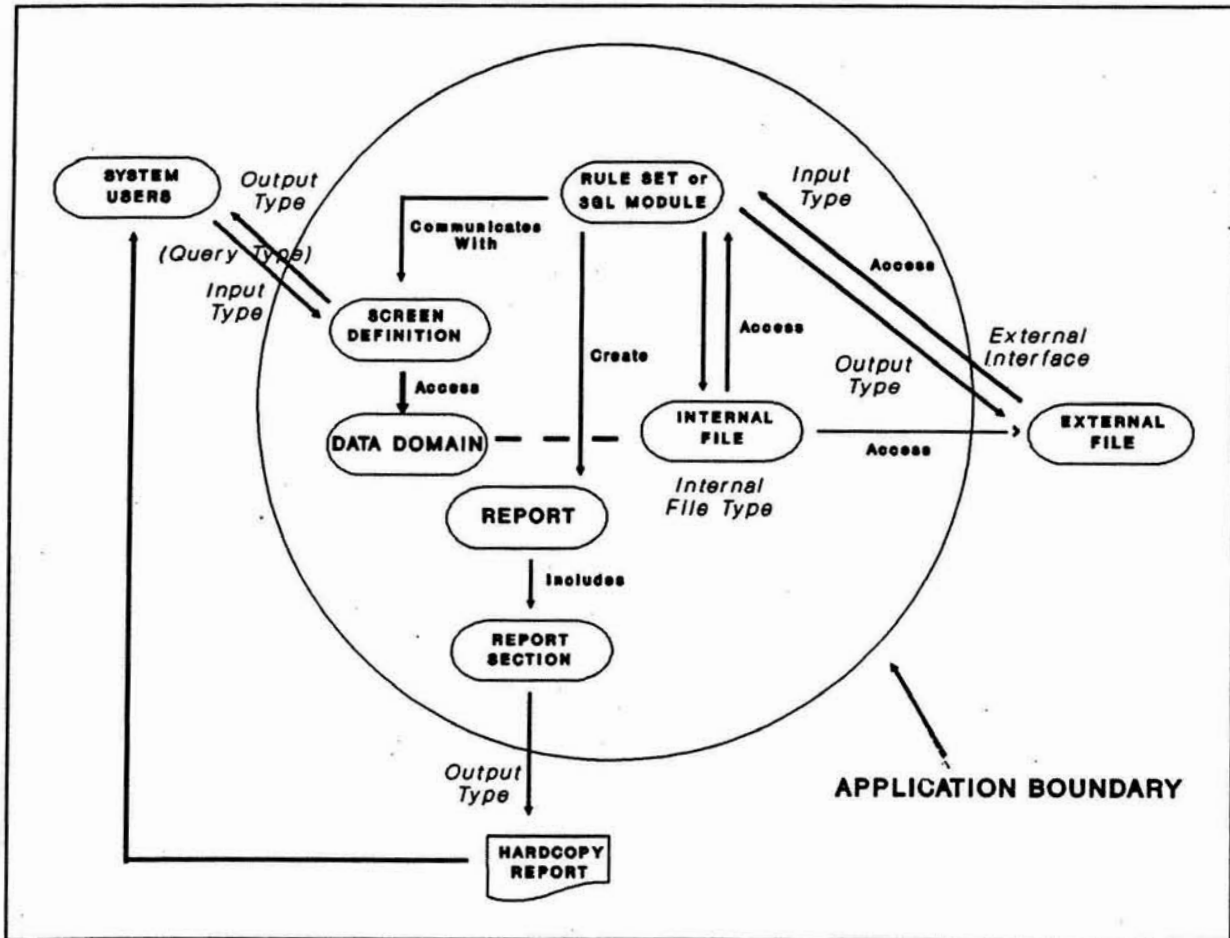 SYSTEM
USERS
Output
Type
(Query Type)
Input
Type
RULE SET or
3GL MODULE
Communicates
With
Input
Type
Access
SCREEN
DEFINITION
Access
Create
Access
Output
Type
External
Interface
DATA DOMAIN
INTERNAL
FILE
Access
EXTERNAL
FILE
Internal
File Type
REPORT
Includes
REPORT
SECTION
Output
Type
APPLICATION BOUNDARY
HARDCOPY
REPORT